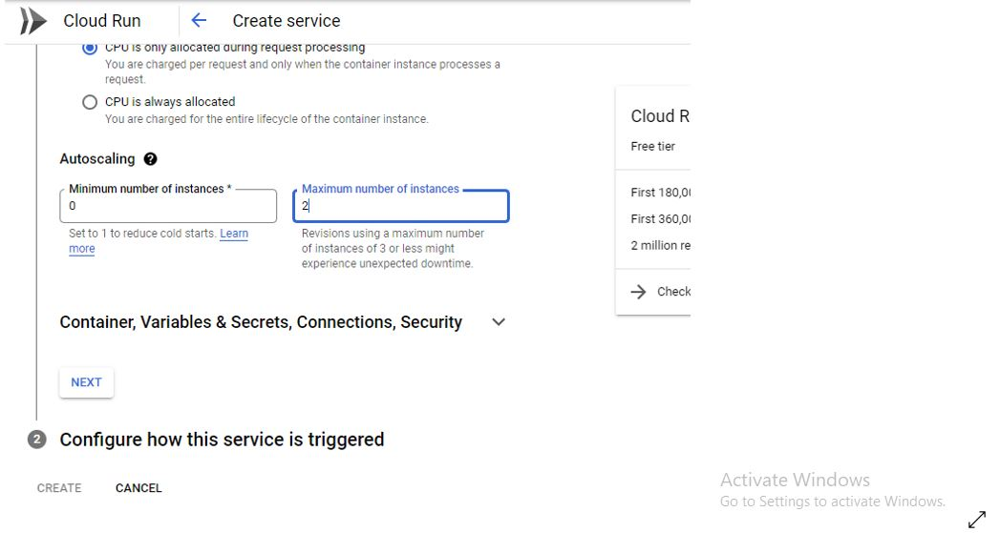 Cloud Run
Create service
CPU is only allocated during request processing
You are charged per request and only when the container instance processes a
request.
CPU is always allocated
You are charged for the entire lifecycle of the container instance.
Autoscaling ?
Minimum number of instances *
0
Set to 1 to reduce cold starts. Learn
more
Maximum number of instances
2
Revisions using a maximum number
of instances of 3 or less might
experience unexpected downtime.
Container, Variables & Secrets, Connections, Security
NEXT
2 Configure how this service is triggered
CREATE CANCEL
Cloud R
Free tier
First 180,0
First 360,0
2 million re
Check
Activate Windows
Go to Settings to activate Windows.